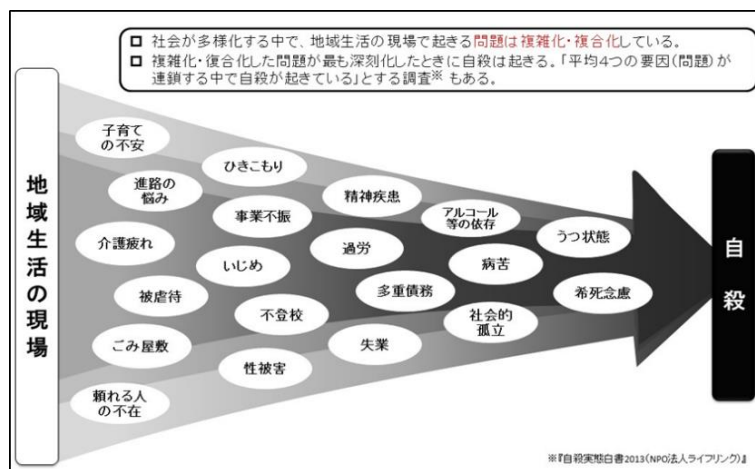 □ 社会が多様化する中で、地域生活の現場で起きる問題は複雑化・複合化している。
□ 複雑化・復合化した問題が最も深刻化したときに自殺は起きる。「平均4つの要因(問題)が
連鎖する中で自殺が起きている」とする調査※ もある。
地域生活の現場
子育て
の不安
ひきこもり
進路の
悩み
精神疾患
事業不振
アルコール
等の依存
うつ状態
介護疲れ
過労
いじめ
病苦
被虐待
多重債務
希死念慮
不登校
社会的
孤立
ごみ屋敷
失業
性被害
頼れる人
の不在
自殺
※『自殺実態白書2013(NPO法人ライフリンク)』